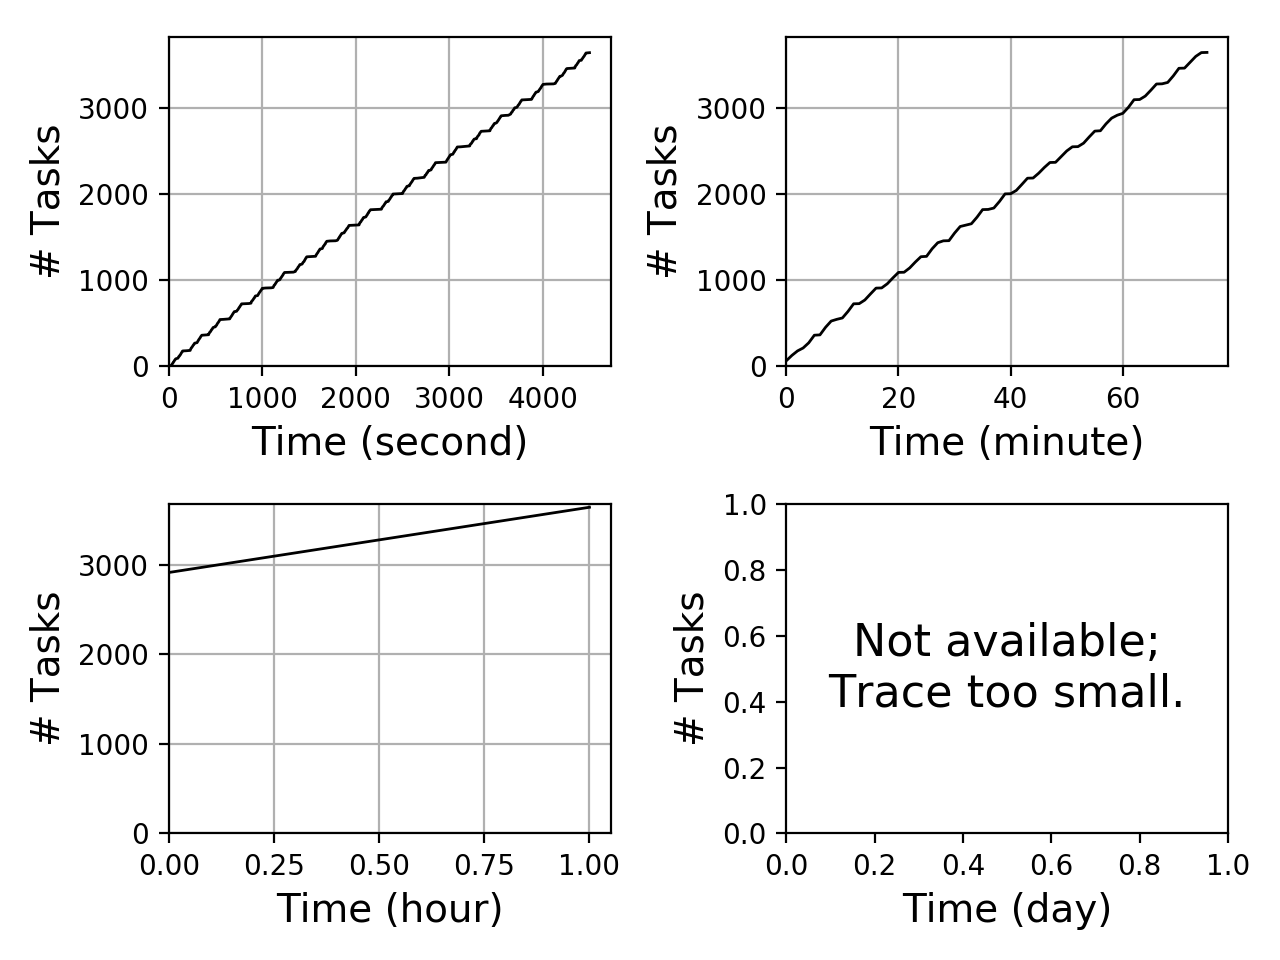 # Tasks
3000
2000
1000
0
0 1000 2000 3000 4000
Time (second)
# Tasks
3000
2000
1000
0
0 20 40 60
Time (minute)
# Tasks
3000
2000
1000
0
0.00 0.25 0.50 0.75 1.00
Time (hour)
# Tasks
1.0
0.8
0.6
0.4
0.2
0.0
Not available;
Trace too small.
0.0 0.2 0.4 0.6 0.8 1.0
Time (day)